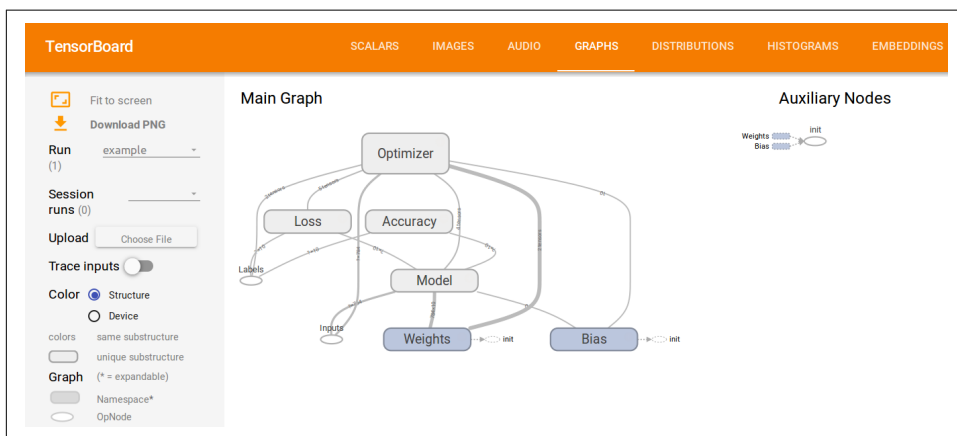 TensorBoard
SCALARS IMAGES AUDIO GRAPHS DISTRIBUTIONS HISTOGRAMS EMBEDDINGS
Fit to screen
Download PNG
Run
(1)
example
Session
runs (0)
Upload
Choose File
Trace inputs
Color
Structure
Device
colors
same substructure
unique substructure
Graph
(* = expandable)
Namespace*
OpNode
Main Graph
Optimizer
Loss
Accuracy
Labels
Model
Inputs
Weights
init
Bias
init
Auxiliary Nodes
Weights
Bias
init